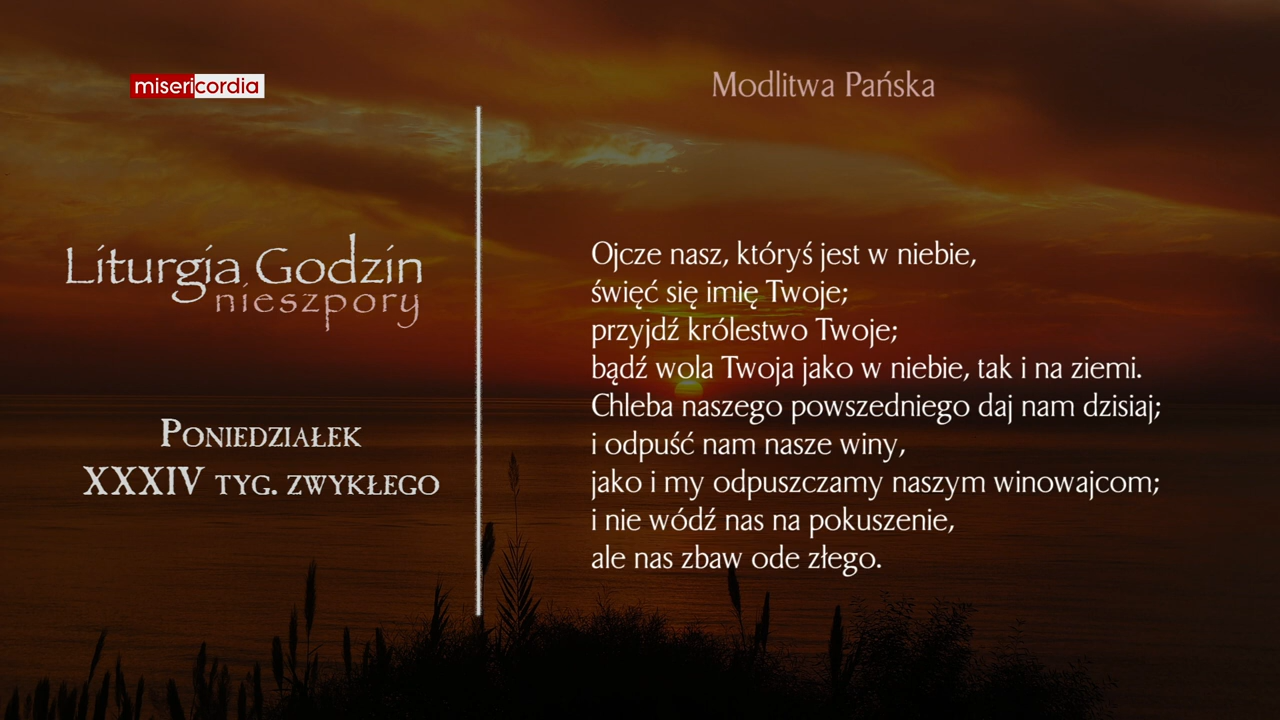 misericordia
Liturgia Godzin
nieszpory
Poniedziałek
XXXIV tyg. zwykłego
Modlitwa Pańska
Ojcze nasz, któryś jest w niebie,
święć się imię Twoje;
przyjdź królestwo Twoje;
bądź wola Twoja jako w niebie, tak i na ziemi.
Chleba naszego powszedniego daj nam dzisiaj;
i odpuść nam nasze winy,
jako i my odpuszczamy naszym winowajcom;
i nie wódź nas na pokuszenie,
ale nas zbaw ode złego.